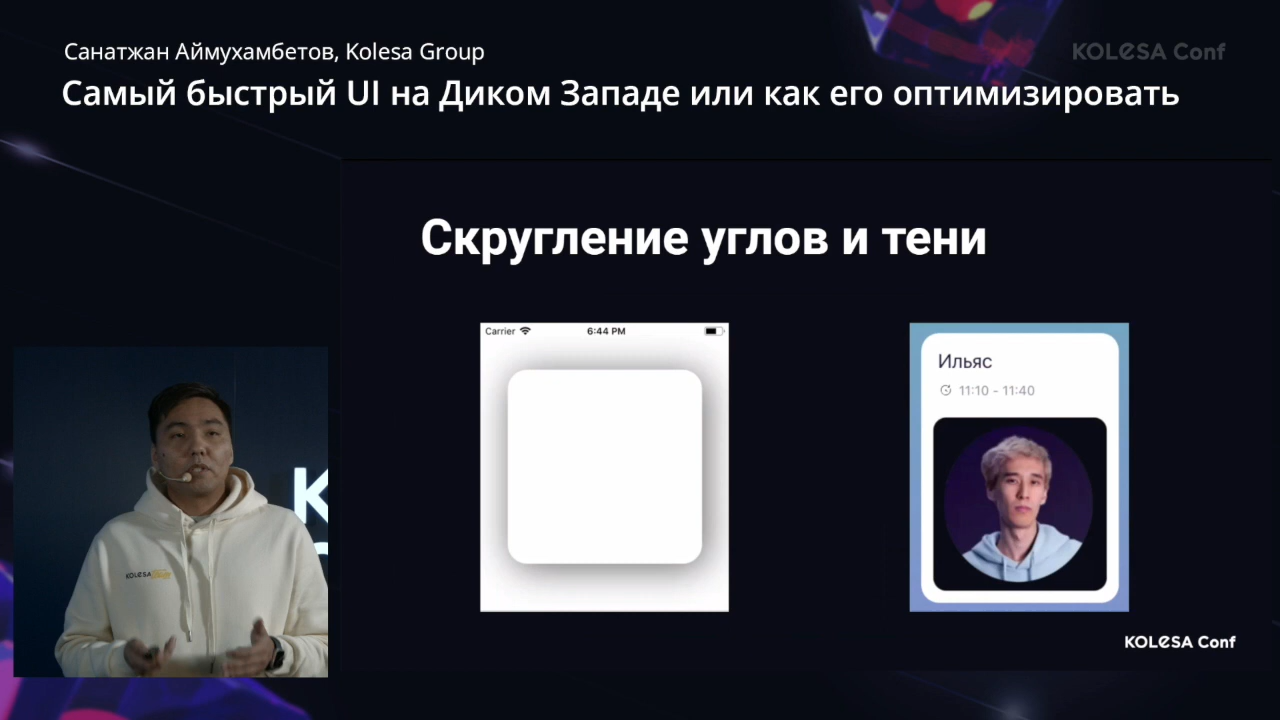 Санатжан Аймухамбетов, Kolesa Group
KOLESA Conf
Самый быстрый UI на Диком Западе или как его оптимизировать
Скругление углов и тени
Carrier 6:44 PM
Ильяс
11:10 - 11:40
K
KOLESA
KOLESA Conf